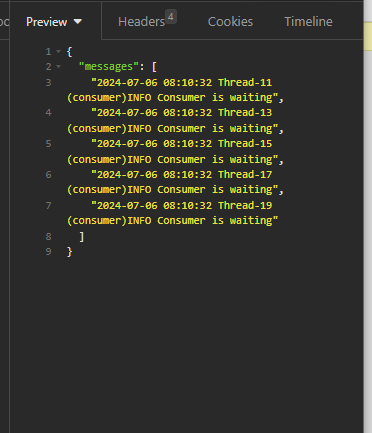 Preview Headers 4 Cookies Timeline
1 {
2 "messages": [
3 "2024-07-06 08:10:32 Thread-11
(consumer)INFO Consumer is waiting",
4 "2024-07-06 08:10:32 Thread-13
(consumer)INFO Consumer is waiting",
5 "2024-07-06 08:10:32 Thread-15
(consumer)INFO Consumer is waiting",
6 "2024-07-06 08:10:32 Thread-17
(consumer)INFO Consumer is waiting",
7 "2024-07-06 08:10:32 Thread-19
(consumer)INFO Consumer is waiting"
8 ]
9 }